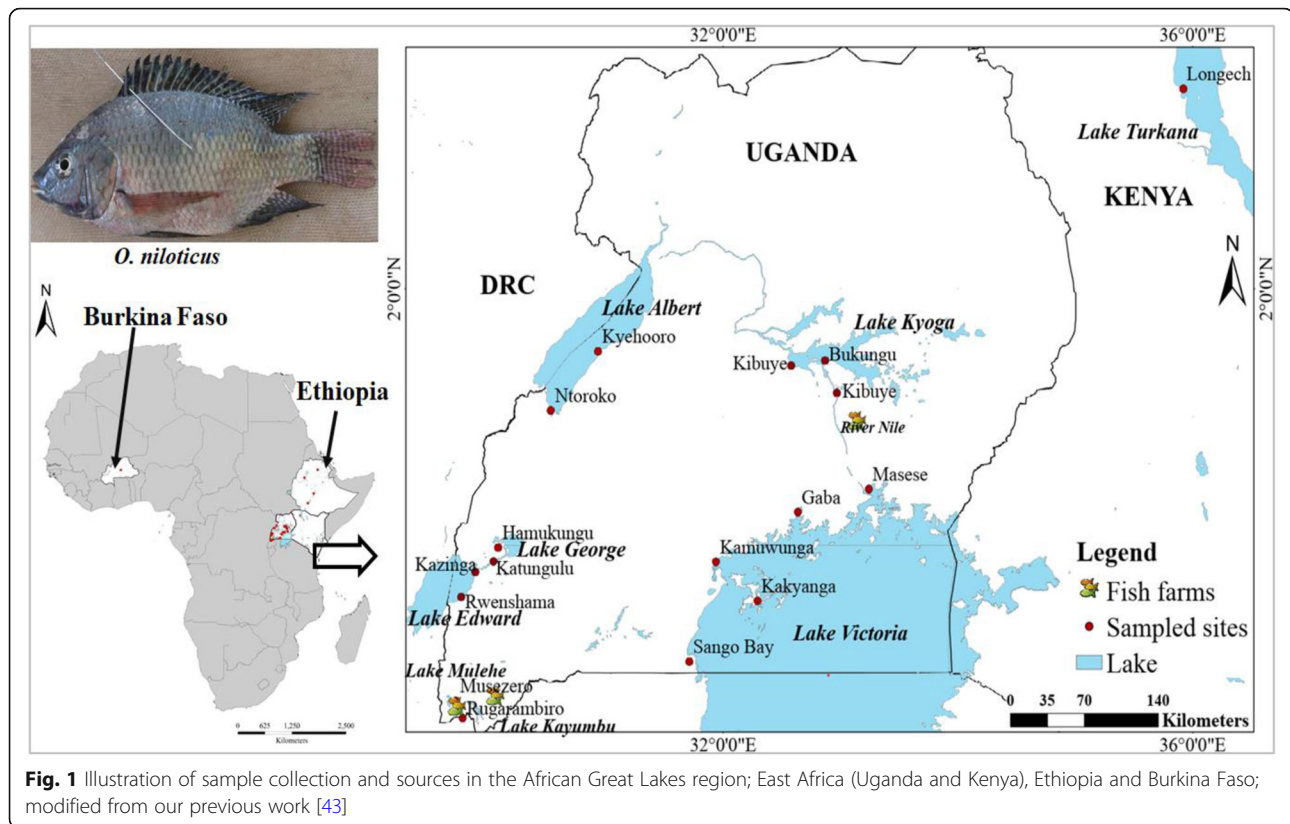 O. niloticus
N
Burkina Faso
Ethiopia
0 625 1,250 2,500
Kilometers
32°0'0"E 36°0'0"E
Longech
Lake Turkana
UGANDA
KENYA
N
2°0'0"N 2°0'0"N
DRC
Lake Albert
Kyehooro
Lake Kyoga
Kibuye
Bukungu
Ntoroko
Kibuye
River Nile
Masese
Gaba
Hamukungu
Lake George
Kazinga
Katungulu
Kamuwunga
Rwenshama
Kakyanga
Lake Edward
Lake Victoria
Sango Bay
Lake Mulehe
Musezero
Rugarambiro
Lake Kayumbu
Legend
Fish farms
Sampled sites
Lake
0 35 70 140
Kilometers
32°0'0"E 36°0'0"E
Fig. 1 Illustration of sample collection and sources in the African Great Lakes region; East Africa (Uganda and Kenya), Ethiopia and Burkina Faso;
modified from our previous work [43]